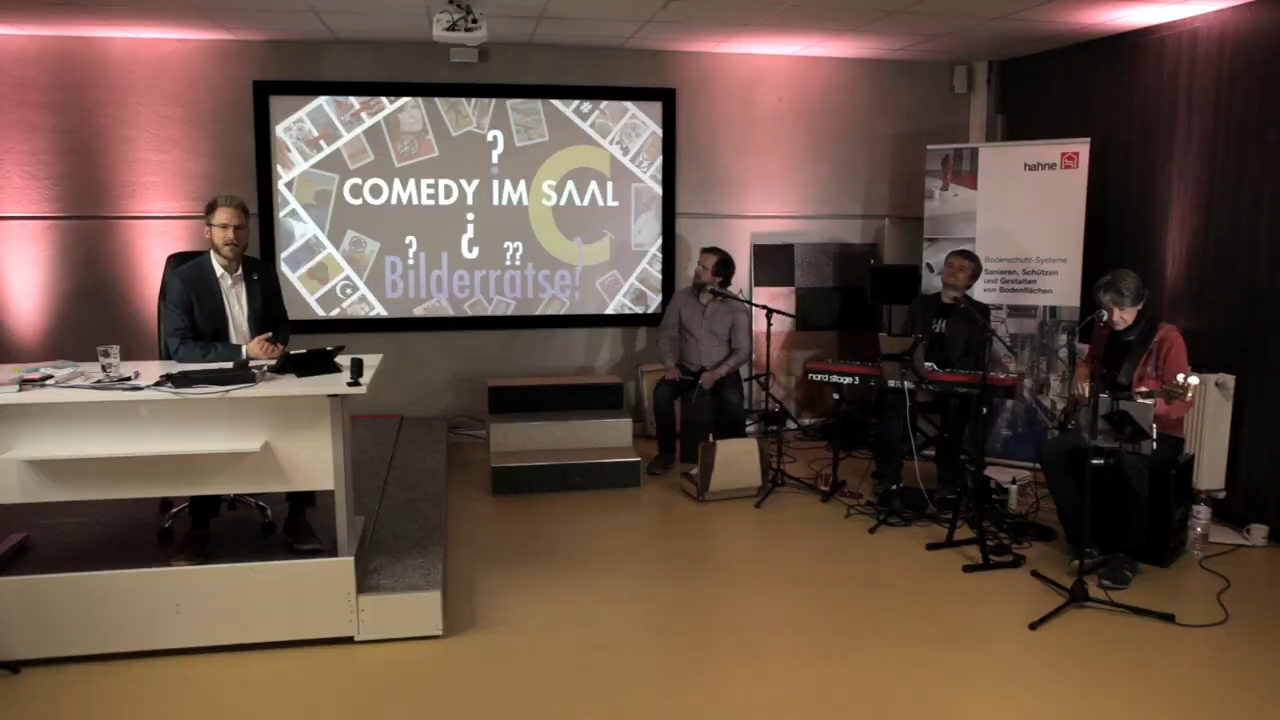 ?
COMEDY IM SAAL
C
¿
? ??
Bilderrätsel
hahne
Bodenschutz-Systeme
Sanieren, Schützen
und Gestalten
von Bodenflächen
nord stage 3